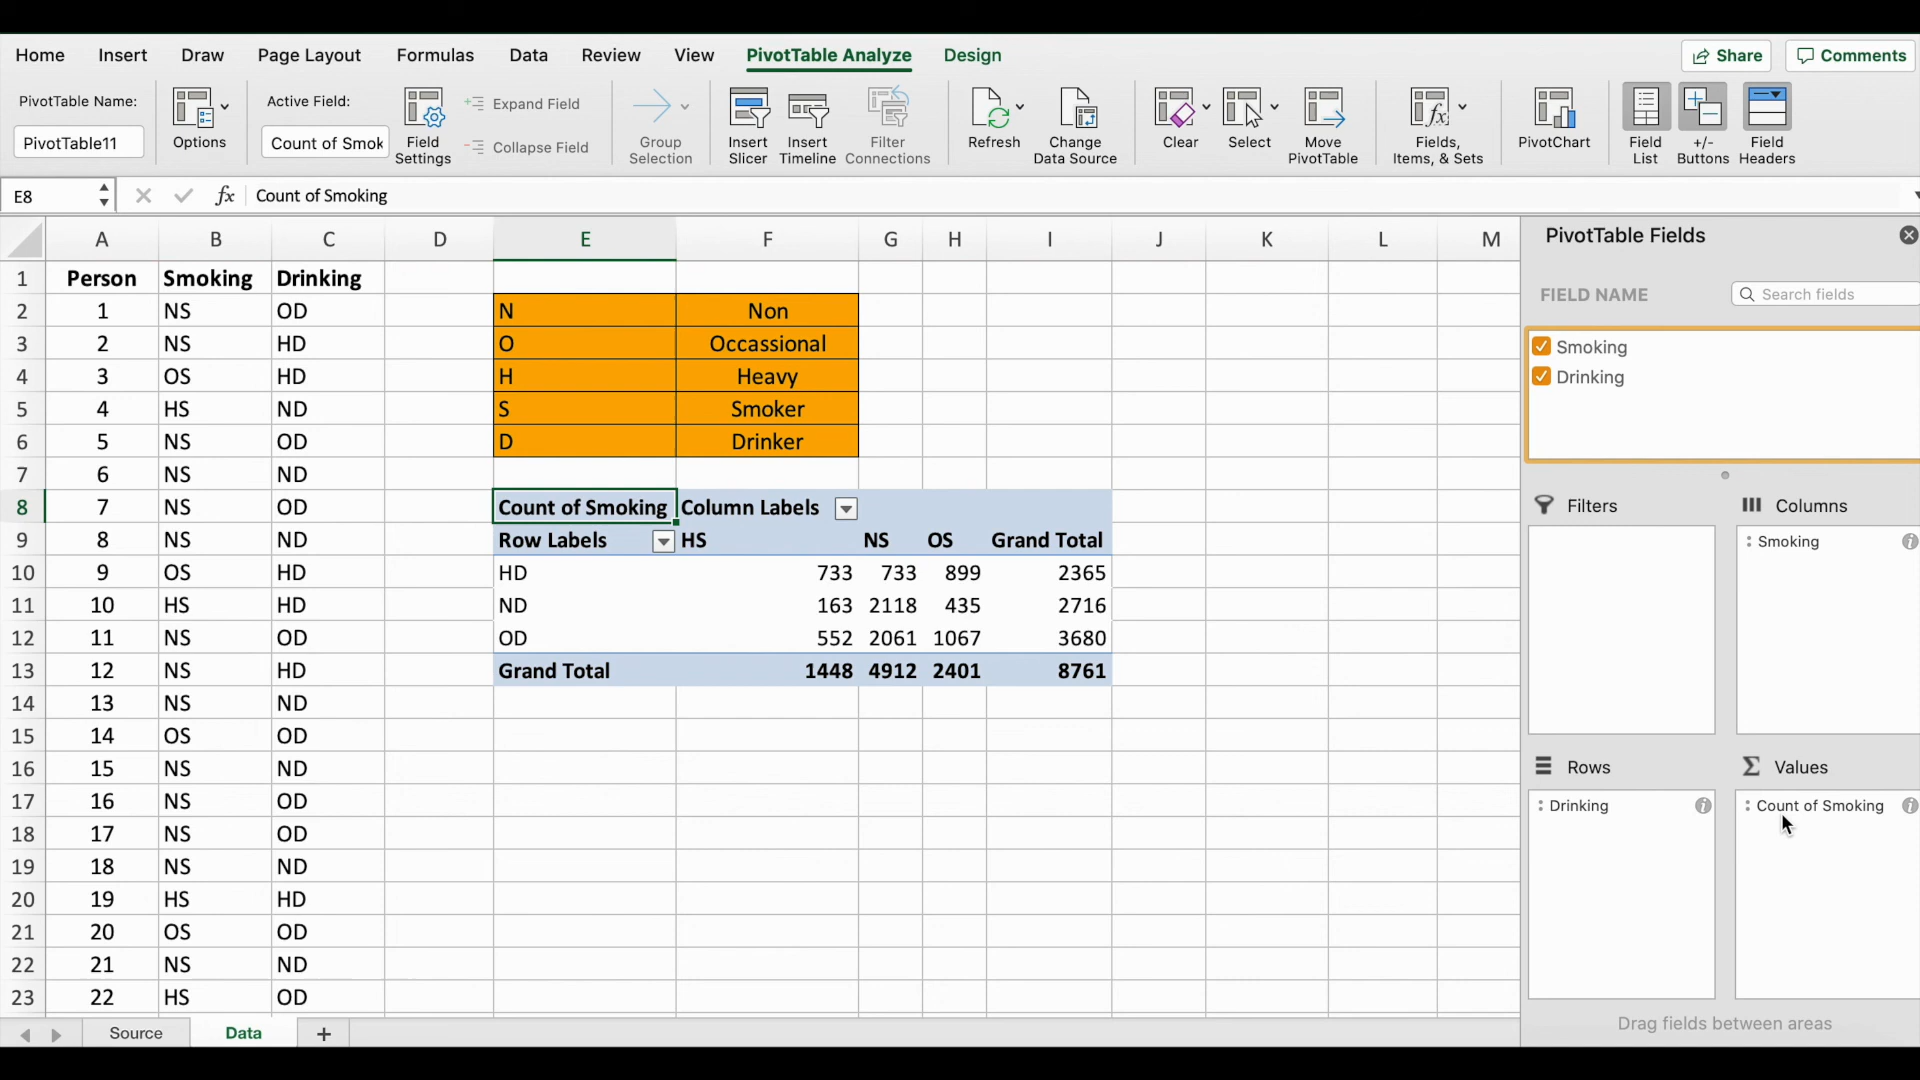 Home Insert Draw Page Layout Formulas Data Review View PivotTable Analyze Design Share Comments
PivotTable Name: Active Field: Expand Field
PivotTable11 Options Count of Smok Field Settings Collapse Field Group Selection Insert Slicer Insert Timeline Filter Connections Refresh Change Data Source Clear Select Move PivotTable Fields, Items, & Sets PivotChart Field List +/- Buttons Field Headers
E8 fx Count of Smoking
A B C D E F G H I J K L M
1 Person Smoking Drinking
2 1 NS OD N Non
3 2 NS HD O Occassional
4 3 OS HD H Heavy
5 4 HS ND S Smoker
6 5 NS OD D Drinker
7 6 NS ND
8 7 NS OD Count of Smoking Column Labels
9 8 NS ND Row Labels HS NS OS Grand Total
10 9 OS HD HD 733 733 899 2365
11 10 HS HD ND 163 2118 435 2716
12 11 NS OD OD 552 2061 1067 3680
13 12 NS HD Grand Total 1448 4912 2401 8761
14 13 NS ND
15 14 OS OD
16 15 NS ND
17 16 NS OD
18 17 NS OD
19 18 NS ND
20 19 HS HD
21 20 OS OD
22 21 NS ND
23 22 HS OD
Source Data +
PivotTable Fields
FIELD NAME Search fields
Smoking
Drinking
Filters Columns
Smoking
Rows Values
Drinking Count of Smoking
Drag fields between areas